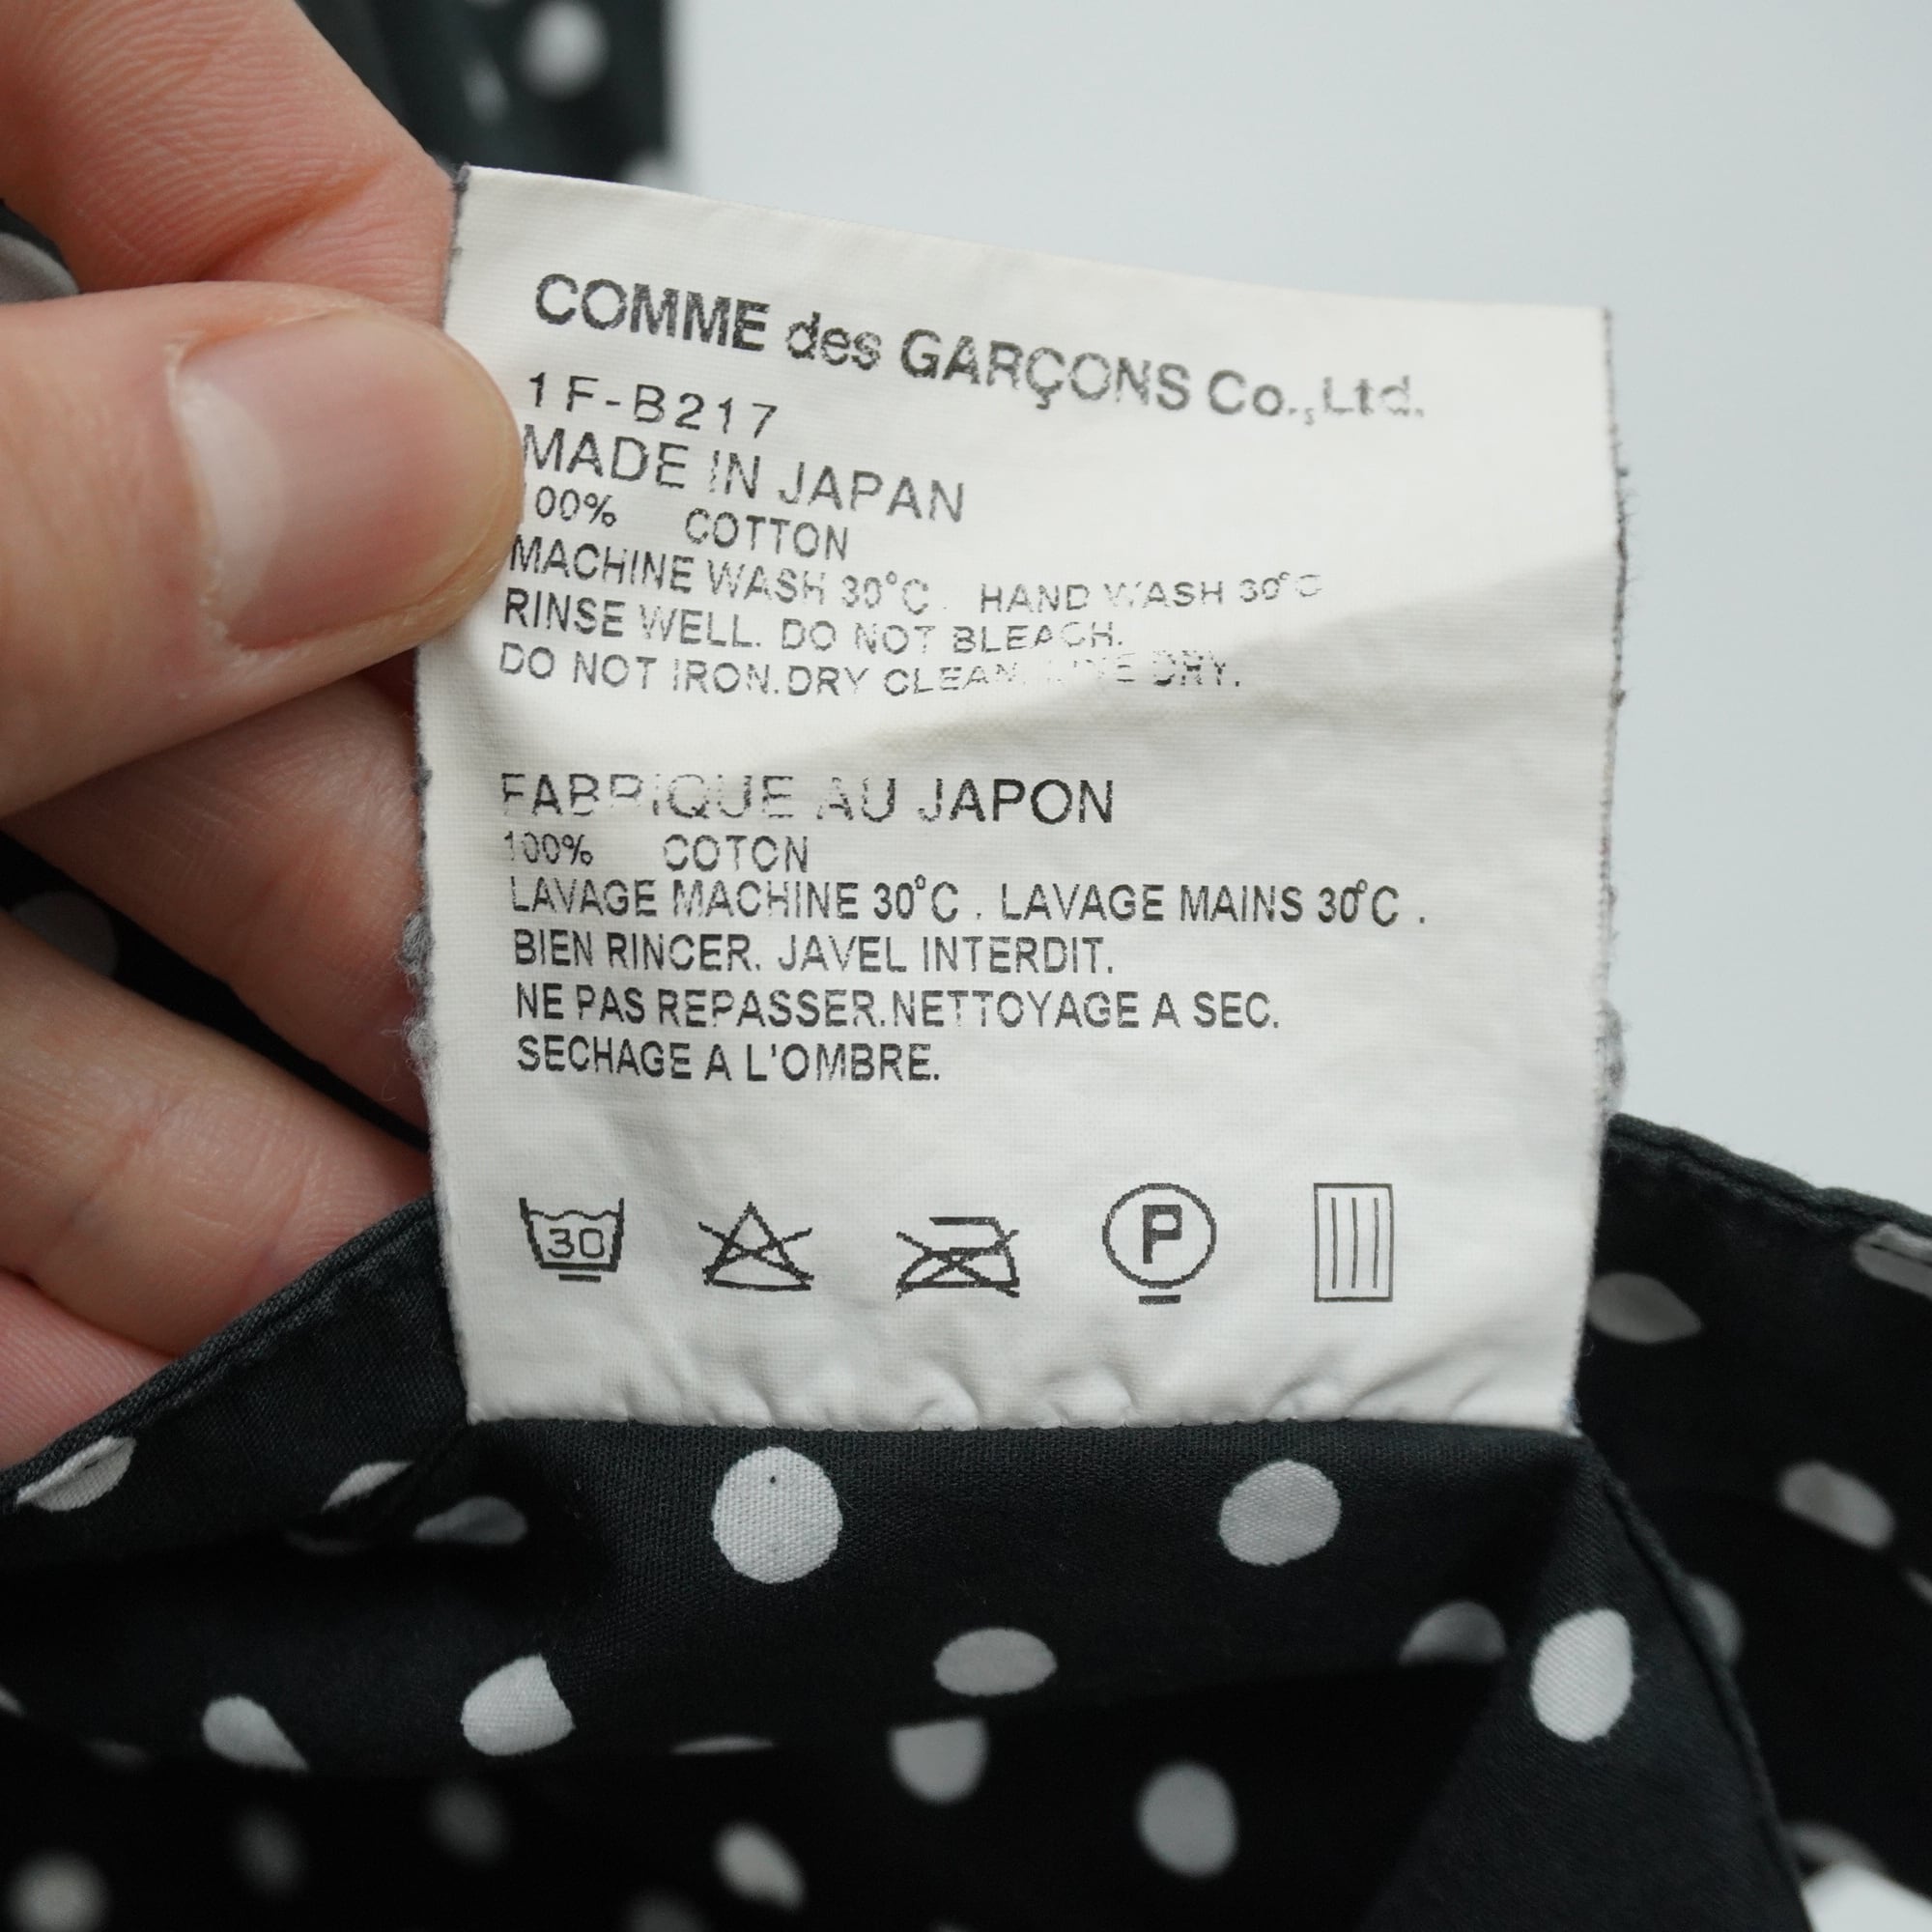 COMME des GARÇONS Co.,Ltd.
1F-B217
MADE IN JAPAN
100% COTTON
MACHINE WASH 30°C. HAND WASH 30°C
RINSE WELL. DO NOT BLEACH.
DO NOT IRON.DRY CLEAN. LINE DRY.
FABRIQUE AU JAPON
100% COTON
LAVAGE MACHINE 30°C . LAVAGE MAINS 30°C .
BIEN RINCER. JAVEL INTERDIT.
NE PAS REPASSER.NETTOYAGE A SEC.
SECHAGE A L'OMBRE.
30 P